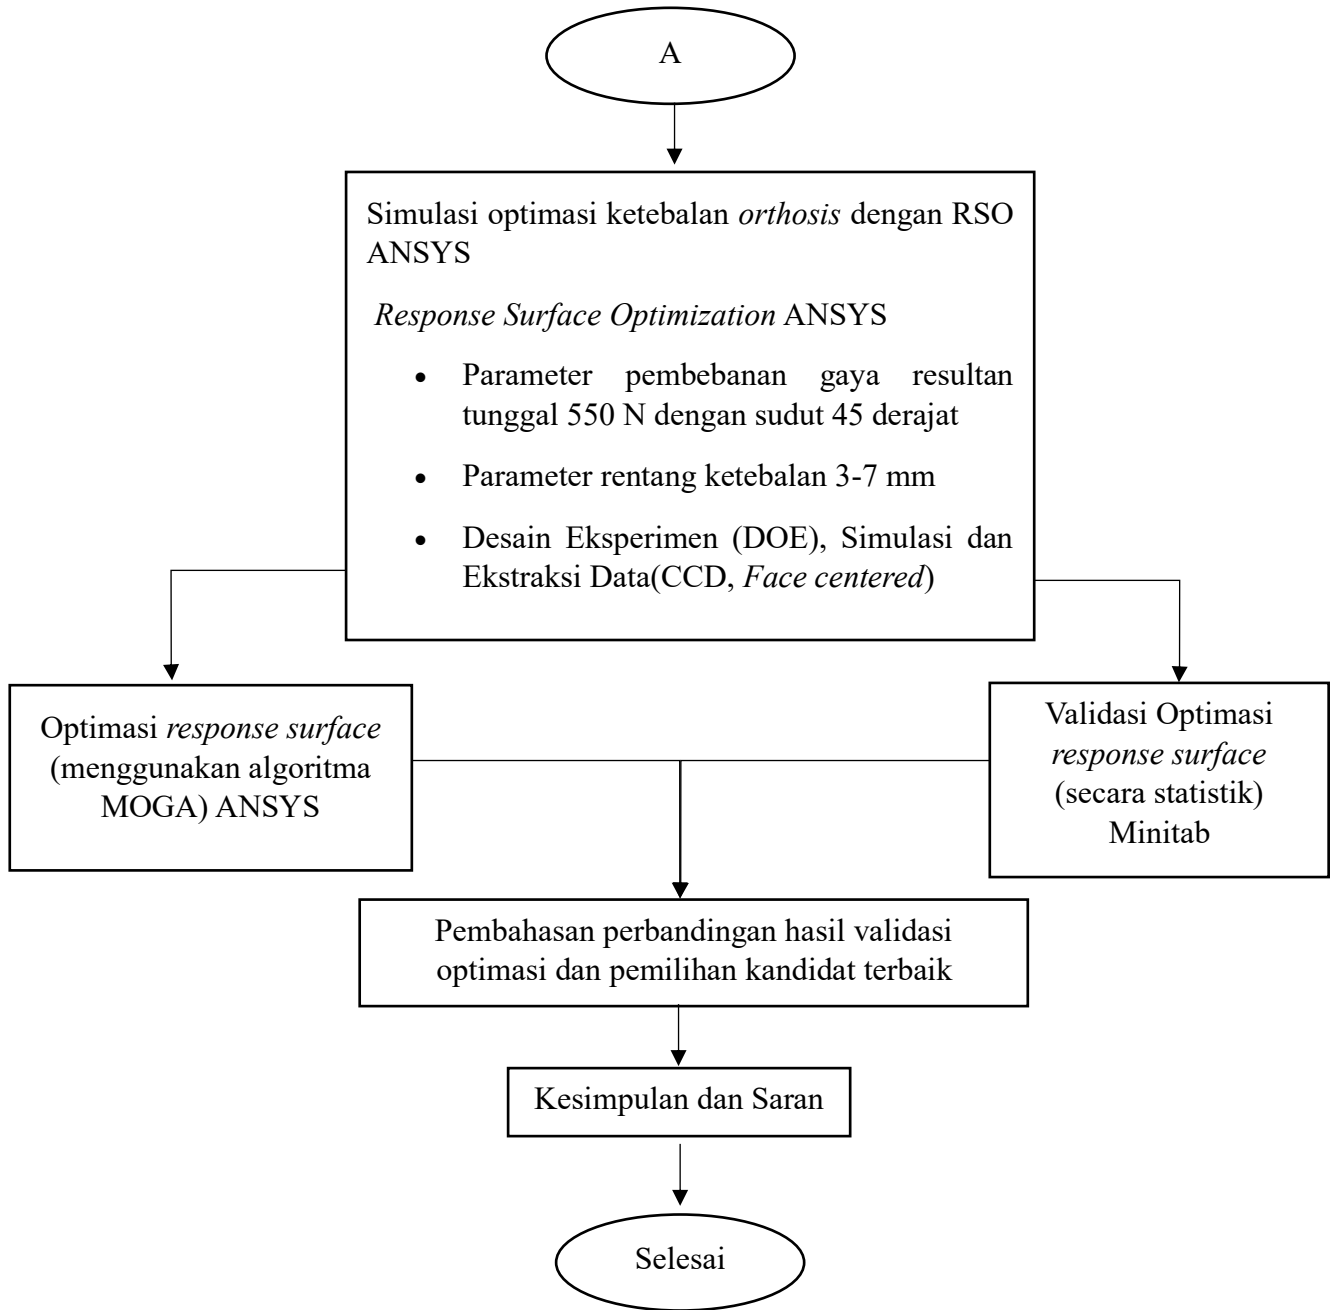 A
Simulasi optimasi ketebalan orthosis dengan RSO
ANSYS
Response Surface Optimization ANSYS
• Parameter pembebanan gaya resultan
tunggal 550 N dengan sudut 45 derajat
• Parameter rentang ketebalan 3-7 mm
• Desain Eksperimen (DOE), Simulasi dan
Ekstraksi Data(CCD, Face centered)
Optimasi response surface
(menggunakan algoritma
MOGA) ANSYS
Validasi Optimasi
response surface
(secara statistik)
Minitab
Pembahasan perbandingan hasil validasi
optimasi dan pemilihan kandidat terbaik
Kesimpulan dan Saran
Selesai